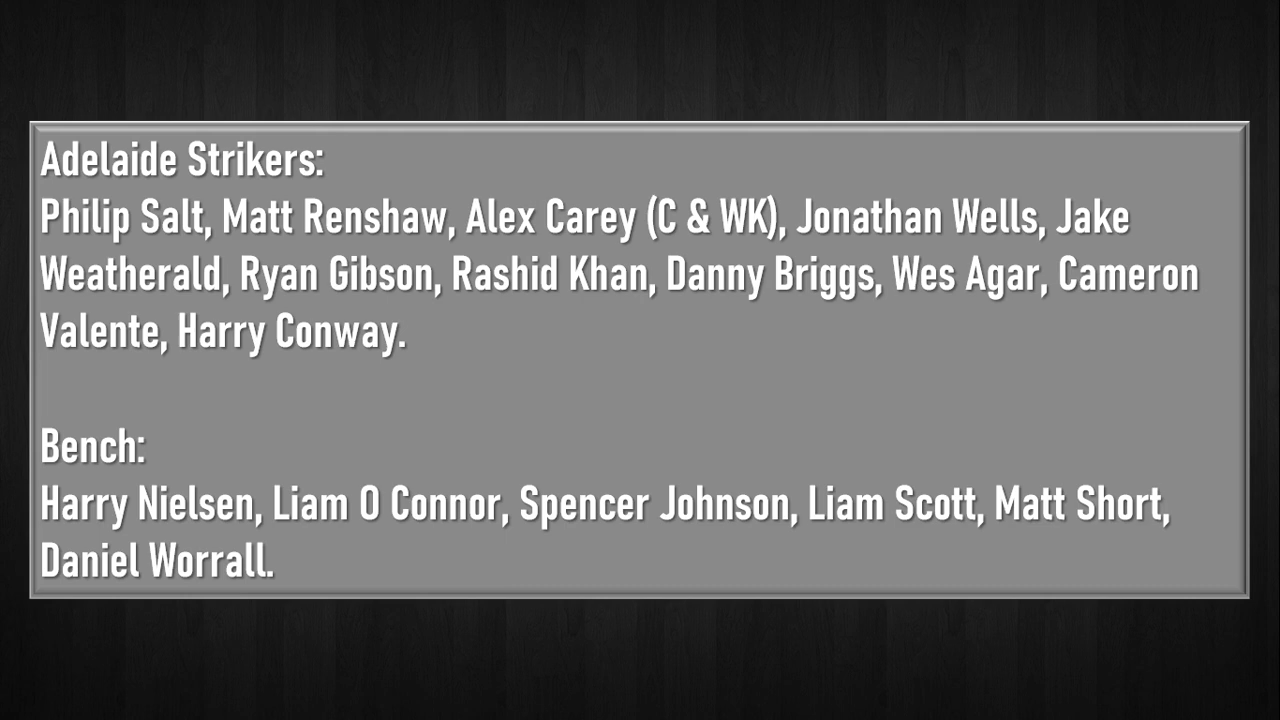 Adelaide Strikers:
Philip Salt, Matt Renshaw, Alex Carey (C & WK), Jonathan Wells, Jake
Weatherald, Ryan Gibson, Rashid Khan, Danny Briggs, Wes Agar, Cameron
Valente, Harry Conway.
Bench:
Harry Nielsen, Liam O Connor, Spencer Johnson, Liam Scott, Matt Short,
Daniel Worrall.